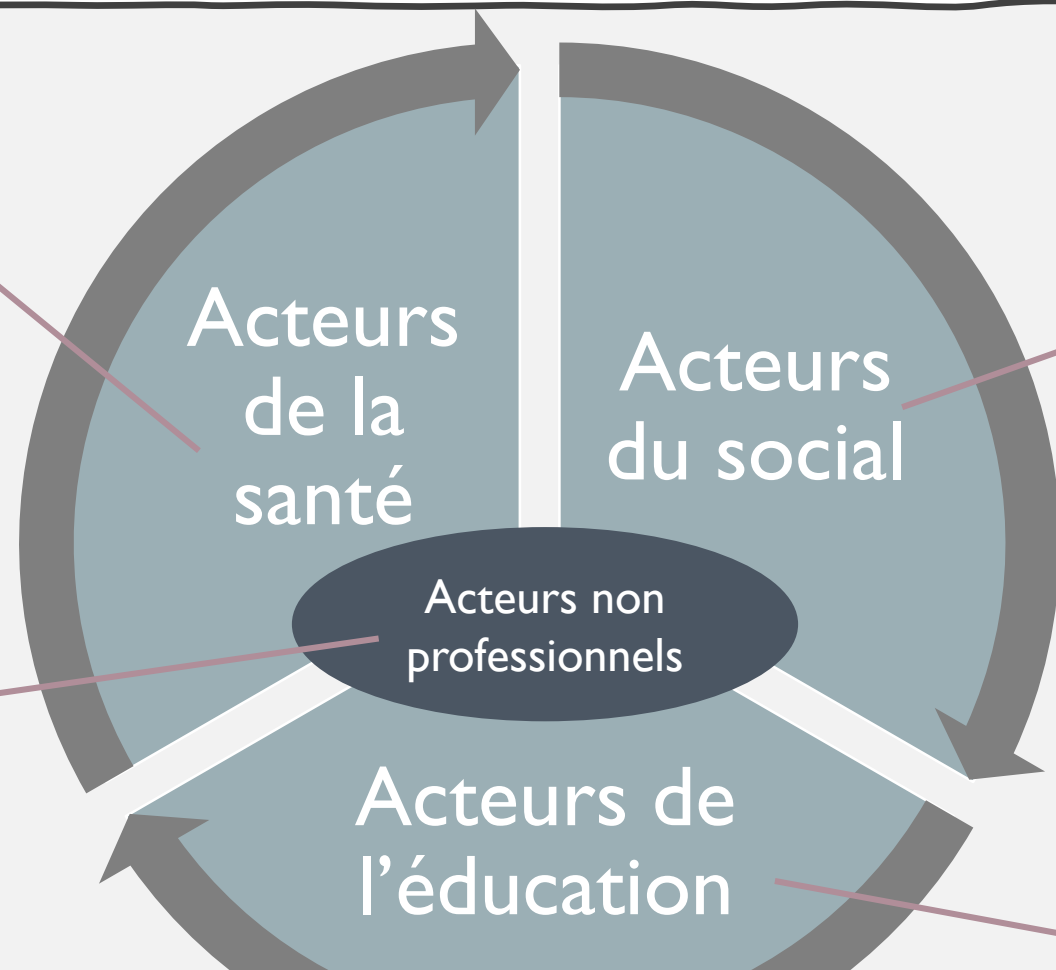 Acteurs
de la
santé
Acteurs
du social
Acteurs non
professionnels
Acteurs de
l’éducation